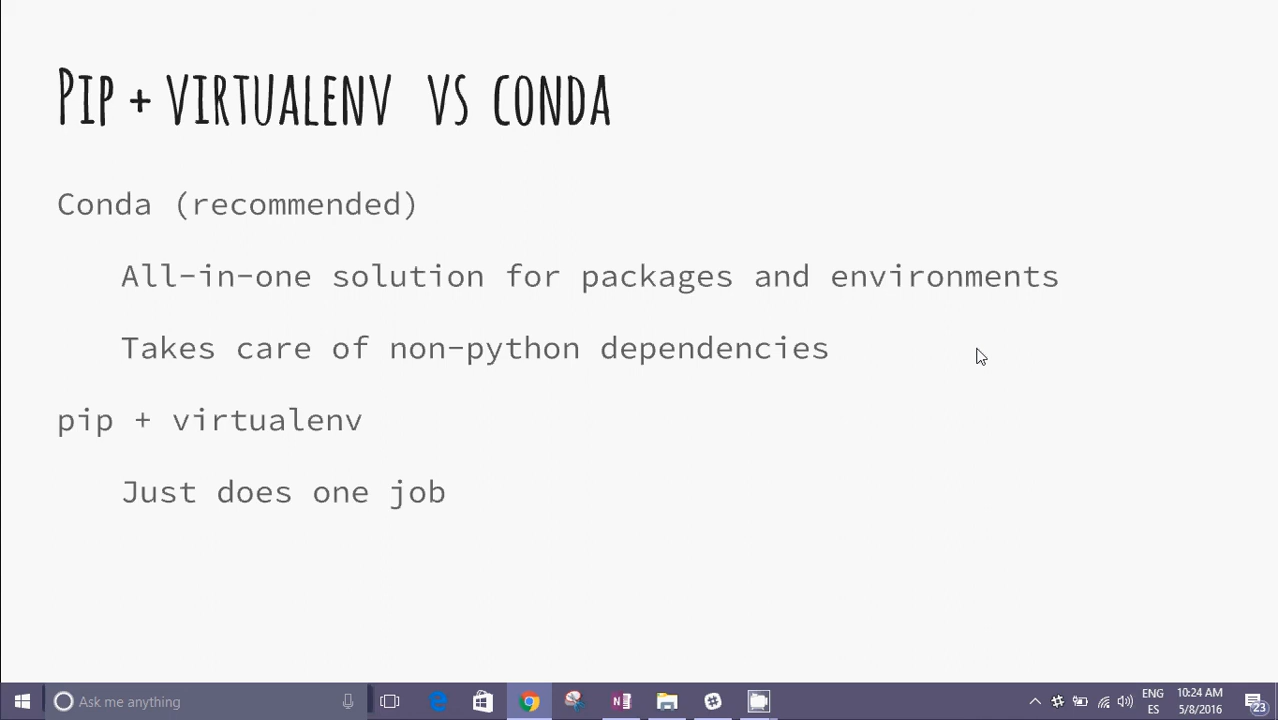 Pip + virtualenv vs conda
Conda (recommended)
All-in-one solution for packages and environments
Takes care of non-python dependencies
pip + virtualenv
Just does one job
Ask me anything
ENG
ES
10:24 AM
5/8/2016
23